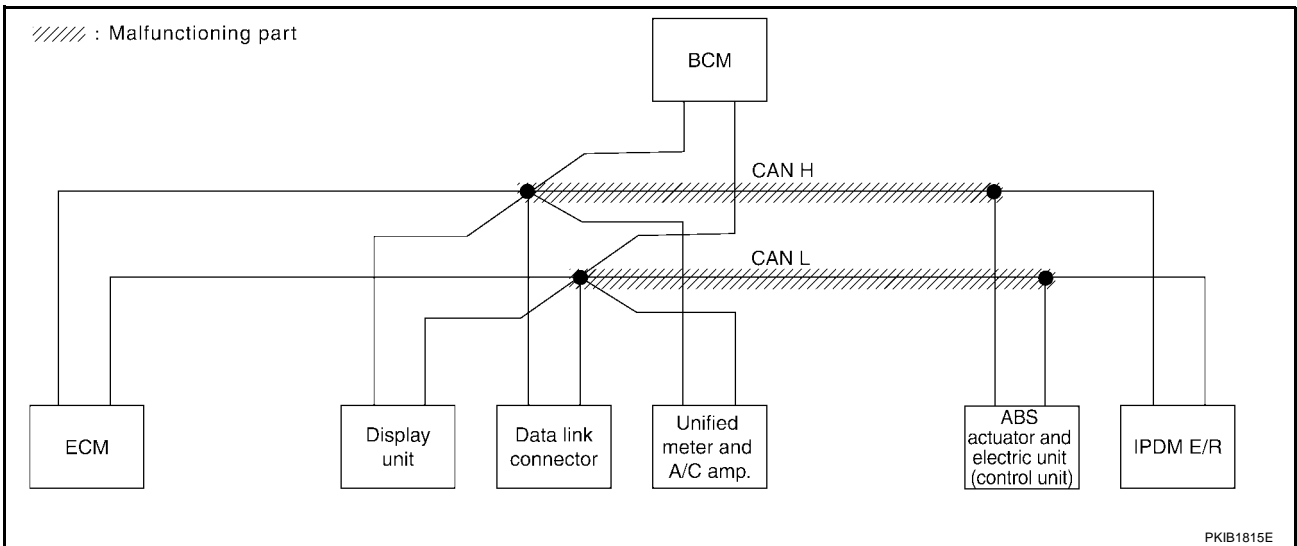 : Malfunctioning part
BCM
CAN H
CAN L
ECM
Display
unit
Data link
connector
Unified
meter and
A/C amp.
ABS
actuator and
electric unit
(control unit)
IPDM E/R
PKIB1815E